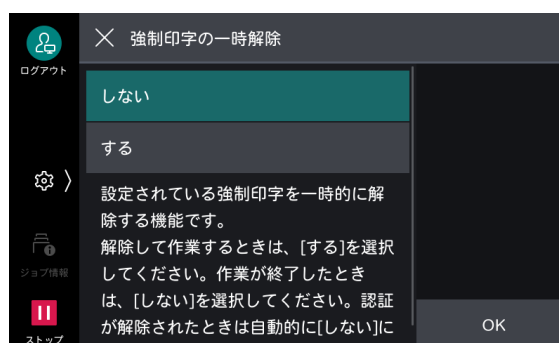 強制印字の一時解除
ログアウト
しない
する
設定されている強制印字を一時的に解
除する機能です。
解除して作業するときは、[する]を選択
してください。作業が終了したとき
は、[しない]を選択してください。認証
が解除されたときは自動的に[しない]に
ジョブ情報
ストップ
OK